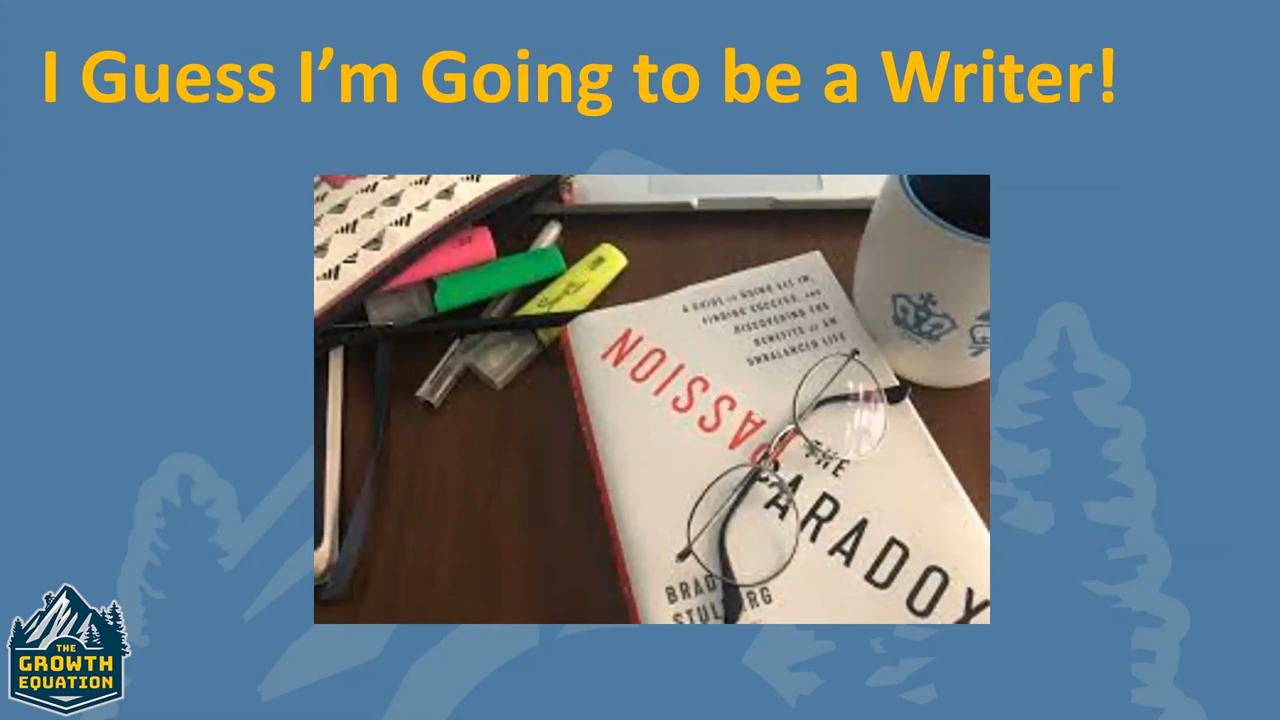 I Guess I’m Going to be a Writer!
A GUIDE TO GOING ALL IN,
FINDING SUCCESS, AND
DISCOVERING THE
BENEFITS OF AN
UNBALANCED LIFE
PASSION
THE
PARADOX
BRAD
THE
GROWTH
EQUATION